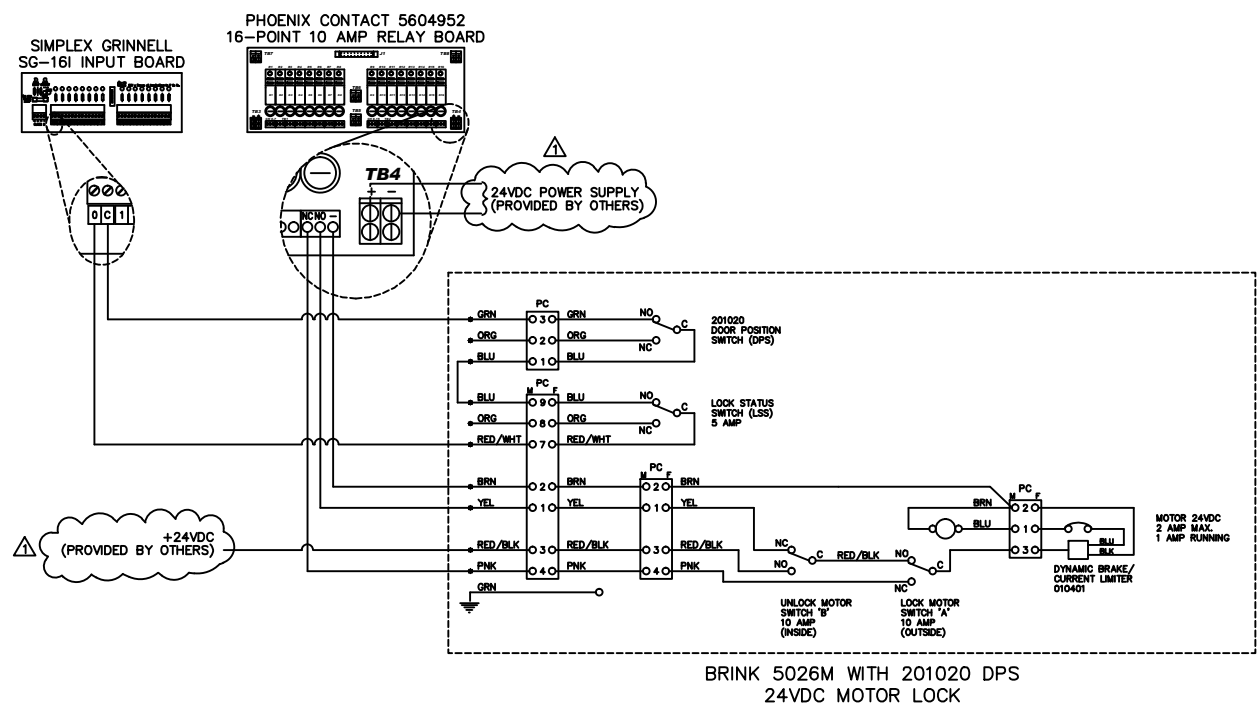 PHOENIX CONTACT 5604952
16-POINT 10 AMP RELAY BOARD
SIMPLEX GRINNELL
SG-16I INPUT BOARD
TB7
J1
TB4
1
24VDC POWER SUPPLY
(PROVIDED BY OTHERS)
+ -
0 C 1
NC NO -
PC
GRN 3 GRN NO
C
201020
DOOR POSITION
SWITCH (DPS)
ORG 2 ORG
NC
BLU 1 BLU
PC
M F
BLU 9 BLU NO
C
LOCK STATUS
SWITCH (LSS)
5 AMP
ORG 8 ORG
NC
RED/WHT 7 RED/WHT
PC
M F
BRN 2 BRN 2 BRN
YEL 1 YEL 1 YEL
PC
M F
BRN 2
BLU 1
3
BLU
BLK
MOTOR 24VDC
2 AMP MAX.
1 AMP RUNNING
1
+24VDC
(PROVIDED BY OTHERS)
RED/BLK 3 RED/BLK 3 RED/BLK
NC
C
NO
RED/BLK
NO
C
NC
PNK 4 PNK 4 PNK
GRN
DYNAMIC BRAKE/
CURRENT LIMITER
010401
UNLOCK MOTOR
SWITCH 'B'
10 AMP
(INSIDE)
LOCK MOTOR
SWITCH 'A'
10 AMP
(OUTSIDE)
BRINK 5026M WITH 201020 DPS
24VDC MOTOR LOCK